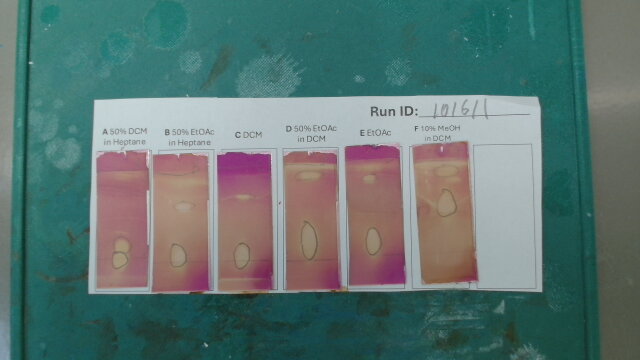 Run ID: 101611
A 50% DCM
in Heptane
B 50% EtOAc
in Heptane
C DCM
D 50% EtOAc
in DCM
E EtOAc
F 10% MeOH
in DCM